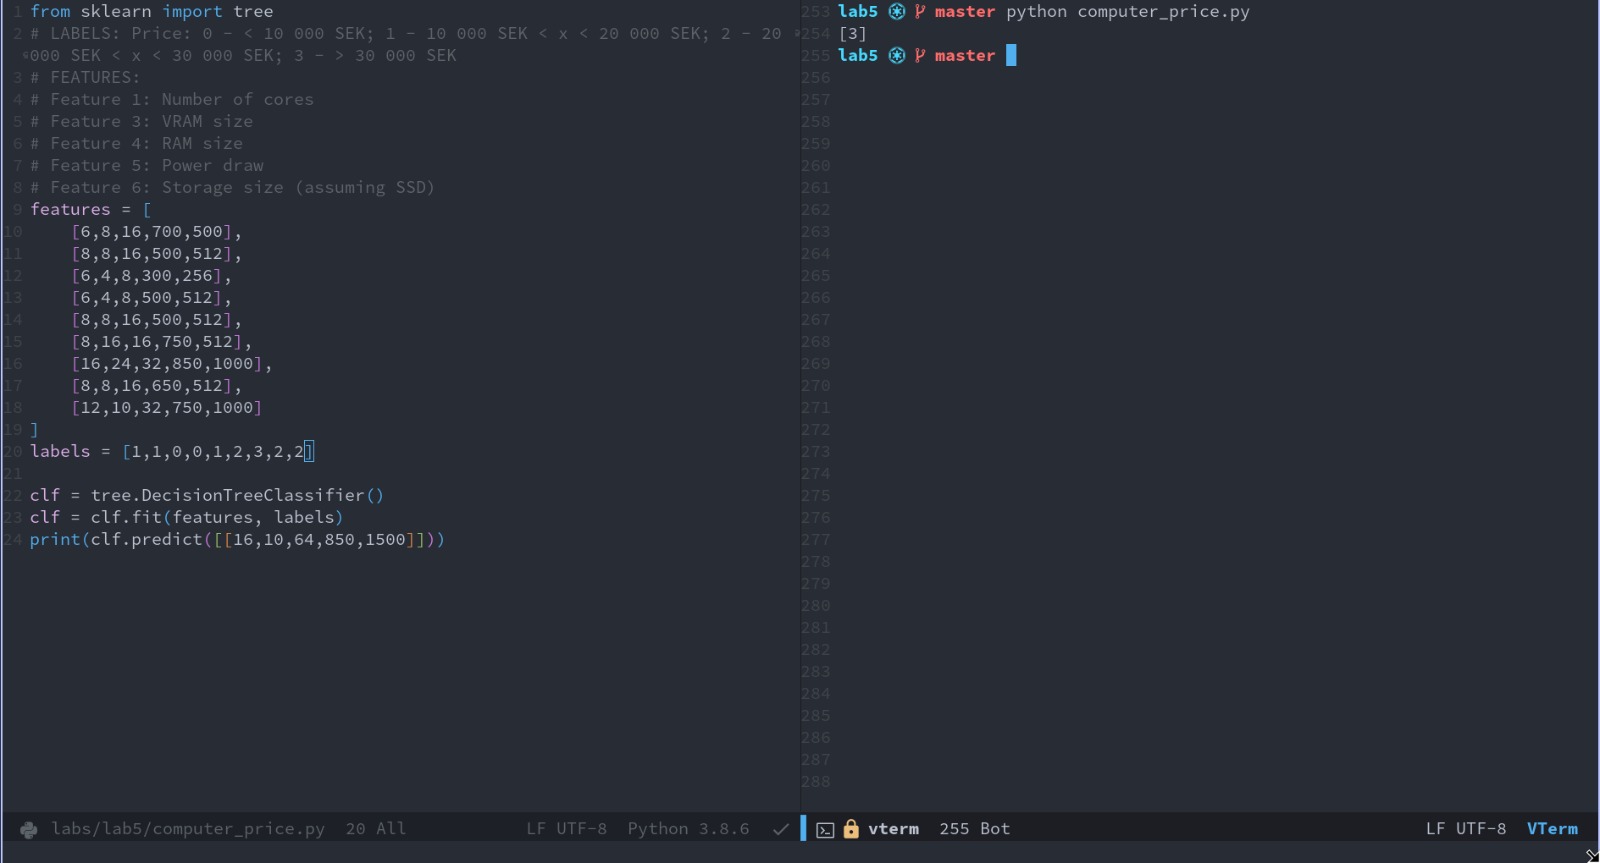 1 from sklearn import tree
2 # LABELS: Price: 0 - < 10 000 SEK; 1 - 10 000 SEK < x < 20 000 SEK; 2 - 20
000 SEK < x < 30 000 SEK; 3 - > 30 000 SEK
3 # FEATURES:
4 # Feature 1: Number of cores
5 # Feature 3: VRAM size
6 # Feature 4: RAM size
7 # Feature 5: Power draw
8 # Feature 6: Storage size (assuming SSD)
9 features = [
10     [6,8,16,700,500],
11     [8,8,16,500,512],
12     [6,4,8,300,256],
13     [6,4,8,500,512],
14     [8,8,16,500,512],
15     [8,16,16,750,512],
16     [16,24,32,850,1000],
17     [8,8,16,650,512],
18     [12,10,32,750,1000]
19 ]
20 labels = [1,1,0,0,1,2,3,2,2]
21
22 clf = tree.DecisionTreeClassifier()
23 clf = clf.fit(features, labels)
24 print(clf.predict([[16,10,64,850,1500]]))
labs/lab5/computer_price.py 20 All LF UTF-8 Python 3.8.6
253 lab5 master python computer_price.py
254 [3]
255 lab5 master
256
257
258
259
260
261
262
263
264
265
266
267
268
269
270
271
272
273
274
275
276
277
278
279
280
281
282
283
284
285
286
287
288
vterm 255 Bot LF UTF-8 VTerm